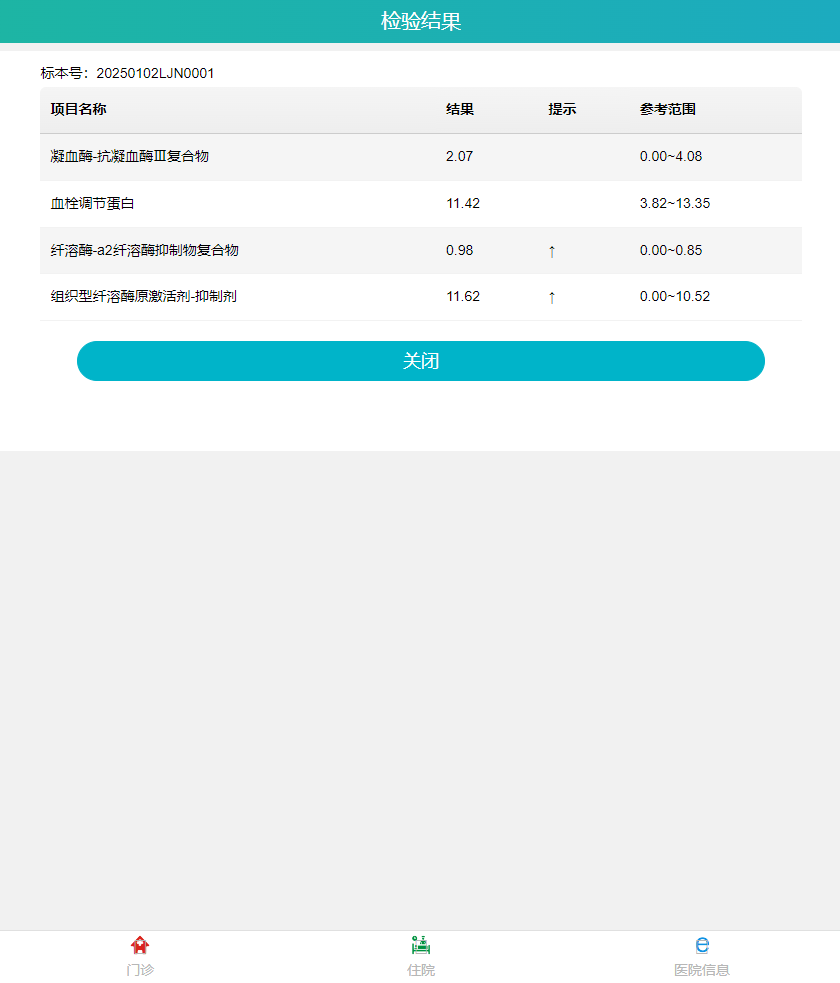 检验结果
标本号：20250102LJN0001
项目名称 结果 提示 参考范围
凝血酶-抗凝血酶Ⅲ复合物 2.07 0.00~4.08
血栓调节蛋白 11.42 3.82~13.35
纤溶酶-a2纤溶酶抑制物复合物 0.98 ↑ 0.00~0.85
组织型纤溶酶原激活剂-抑制剂 11.62 ↑ 0.00~10.52
关闭
门诊 住院 医院信息